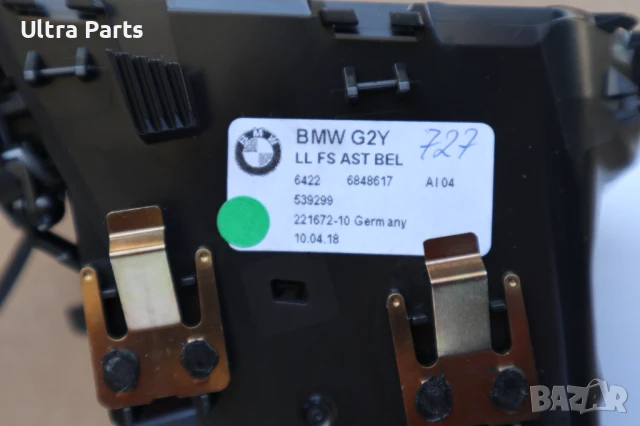 Ultra Parts
BMW
BMW G2Y
727
LL FS AST BEL
6422 6848617 AI 04
539299
221672-10 Germany
10.04.18
BAZAR